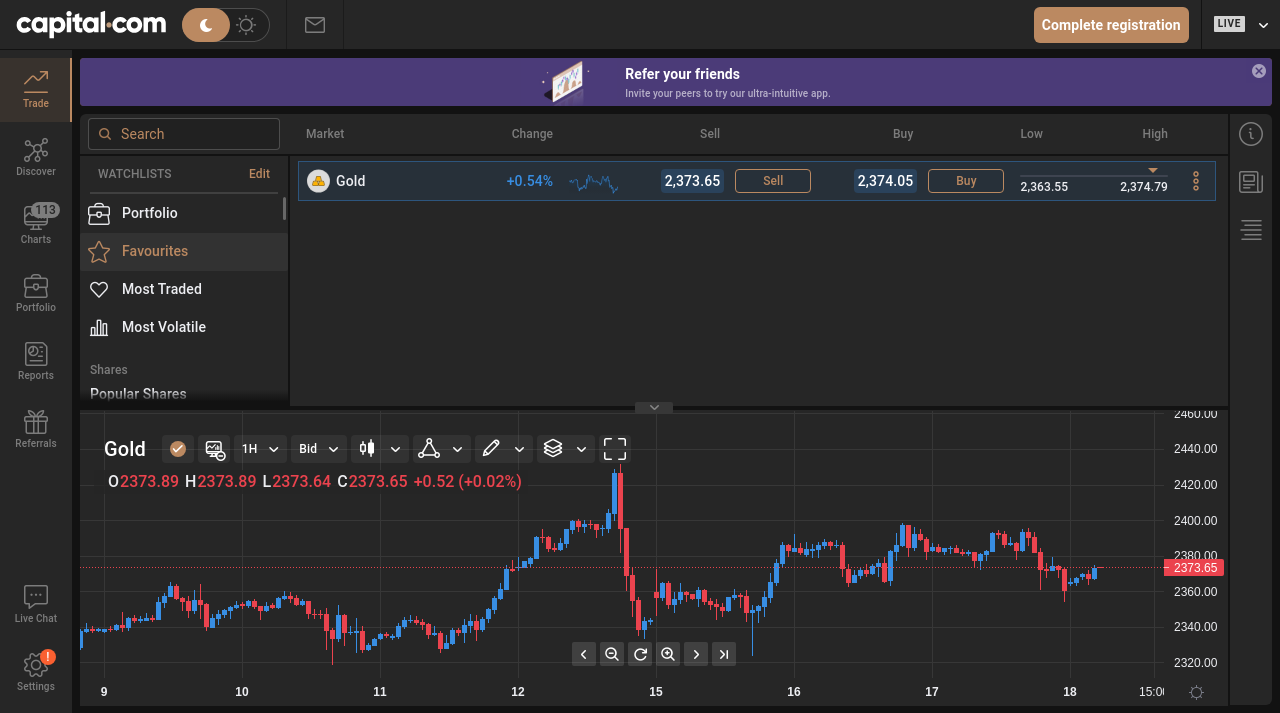 capital.com
Complete registration
LIVE
Trade
Discover
113
Charts
Portfolio
Reports
Referrals
Live Chat
!
Settings
Refer your friends
Invite your peers to try our ultra-intuitive app.
Search
Market Change Sell Buy Low High
WATCHLISTS Edit
Portfolio
Favourites
Most Traded
Most Volatile
Shares
Popular Shares
Gold +0.54% 2,373.65 Sell 2,374.05 Buy 2,363.55 2,374.79
Gold 1H Bid
O2373.89 H2373.89 L2373.64 C2373.65 +0.52 (+0.02%)
2460.00
2440.00
2420.00
2400.00
2380.00
2373.65
2360.00
2340.00
2320.00
9 10 11 12 15 16 17 18 15:00